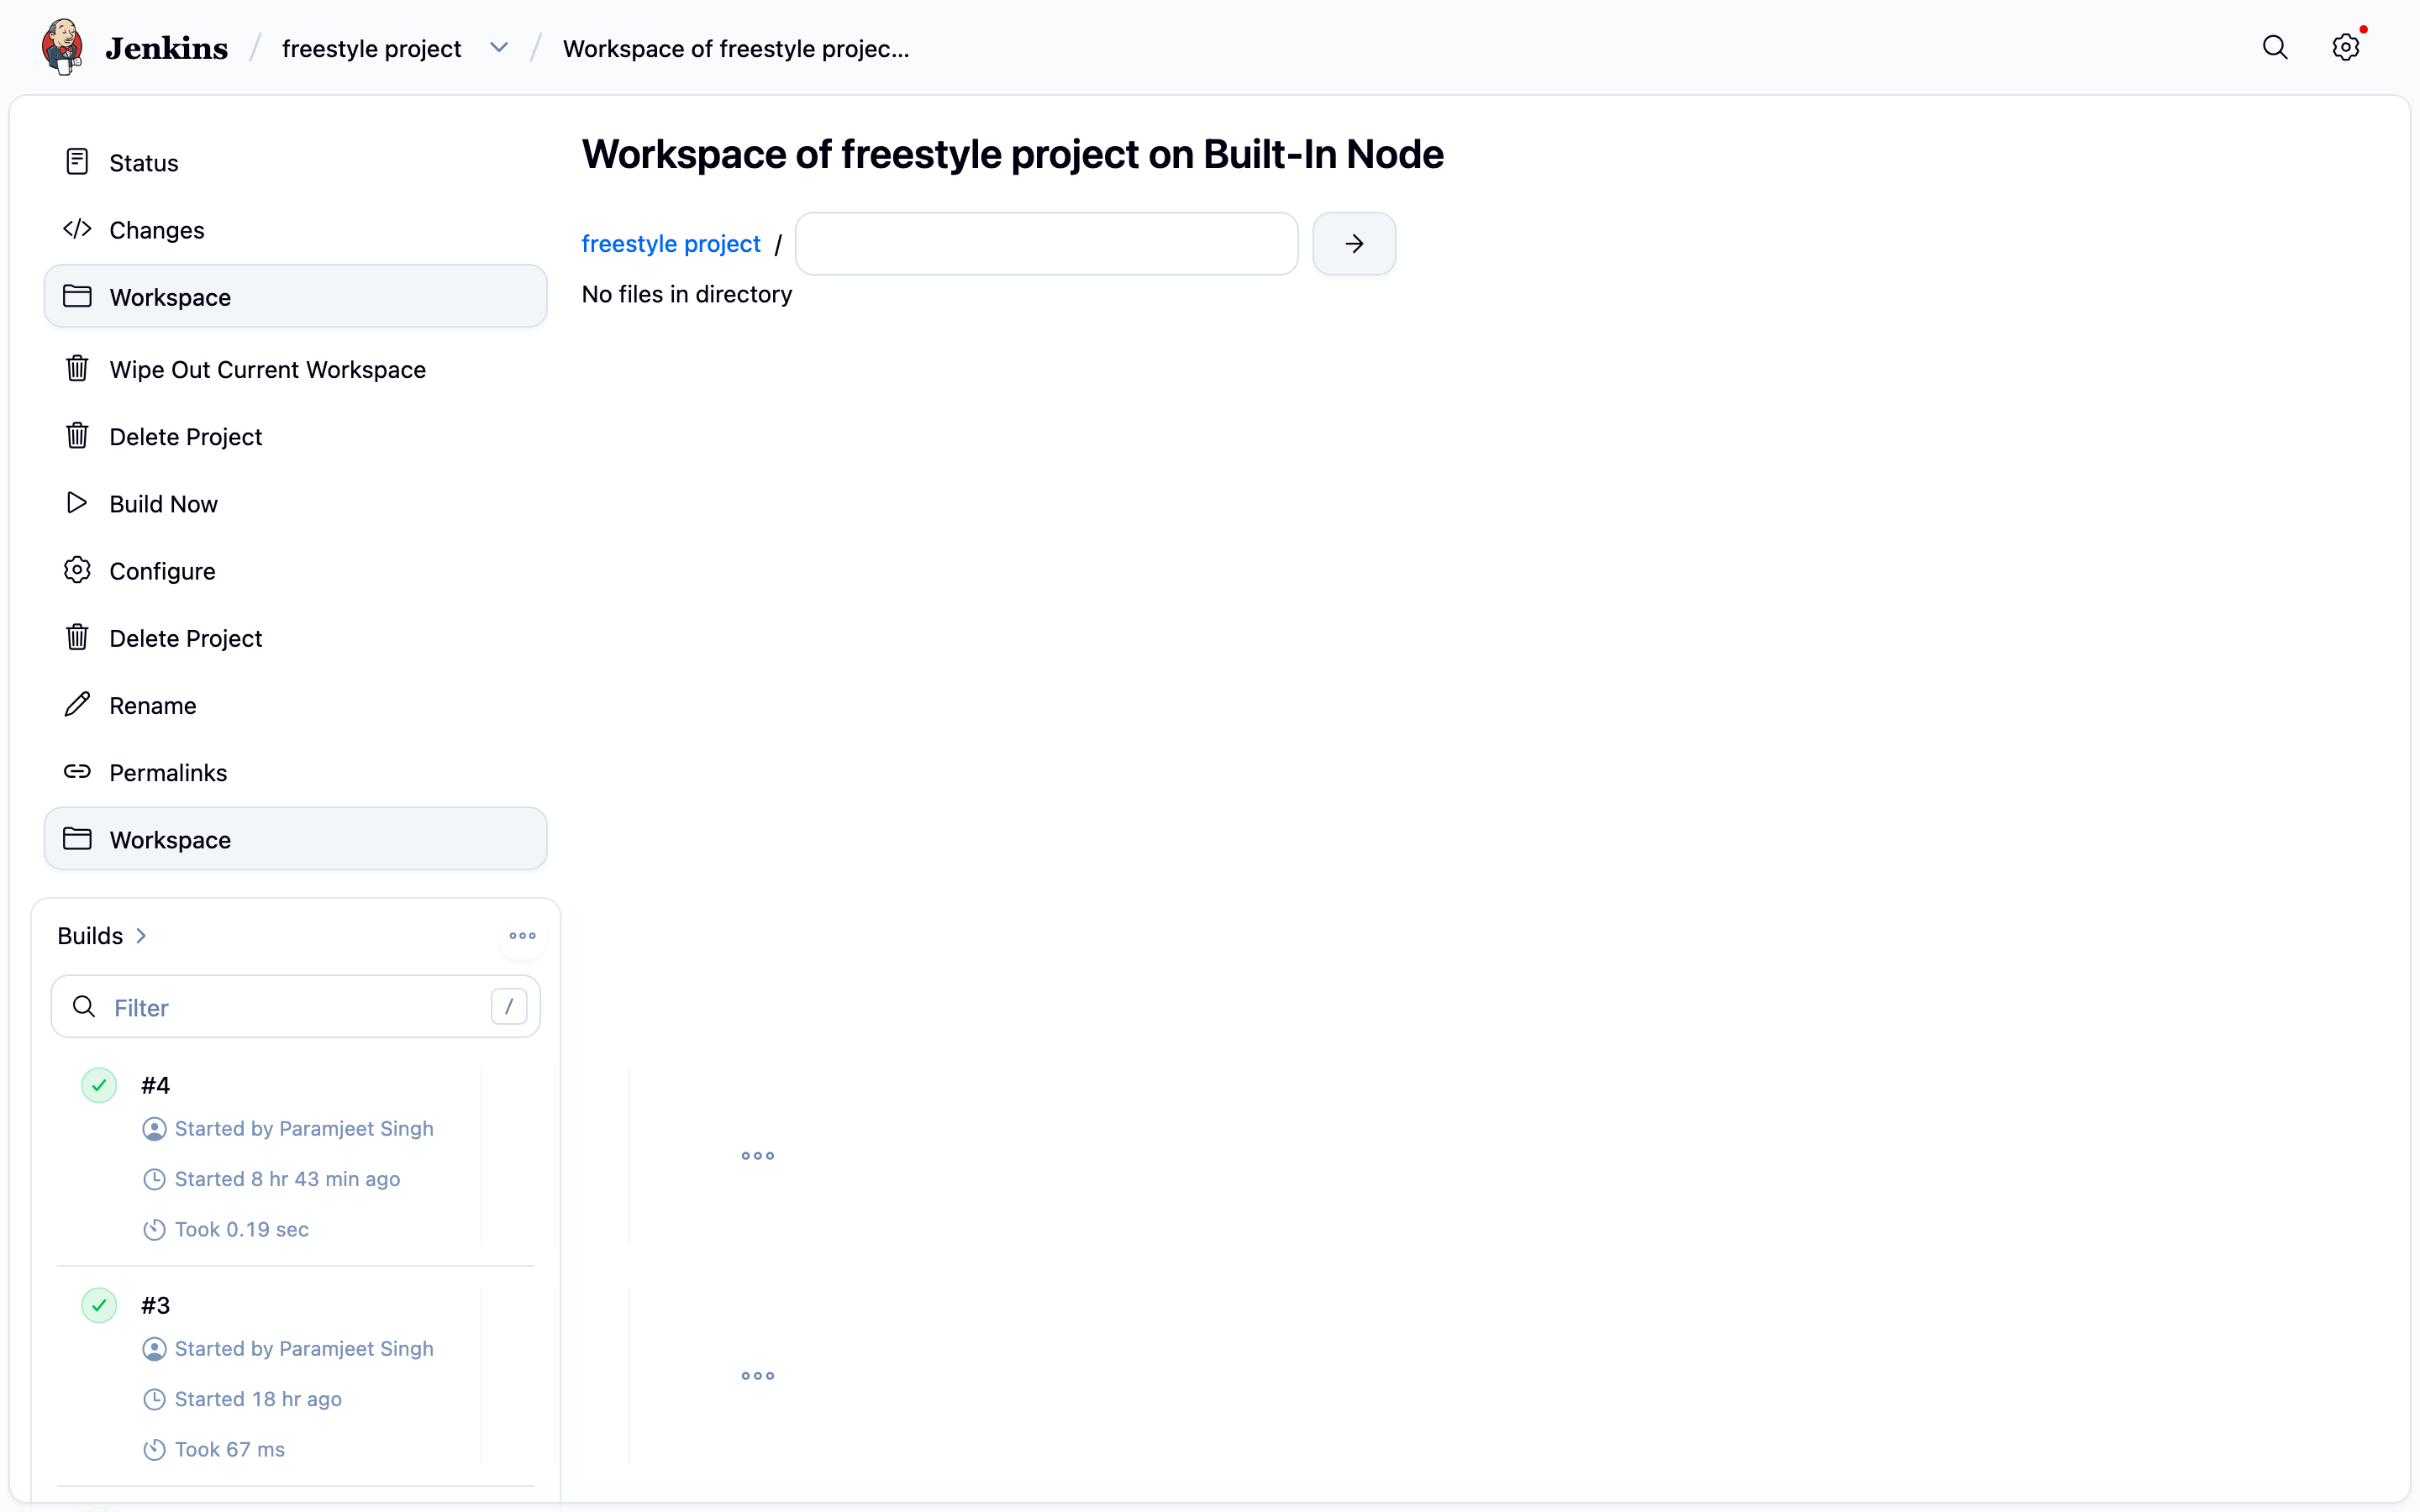 Jenkins / freestyle project / Workspace of freestyle projec...
Status
Changes
Workspace
Wipe Out Current Workspace
Delete Project
Build Now
Configure
Delete Project
Rename
Permalinks
Workspace
Builds
Filter /
#4
Started by Paramjeet Singh
Started 8 hr 43 min ago
Took 0.19 sec
#3
Started by Paramjeet Singh
Started 18 hr ago
Took 67 ms
Workspace of freestyle project on Built-In Node
freestyle project /
No files in directory